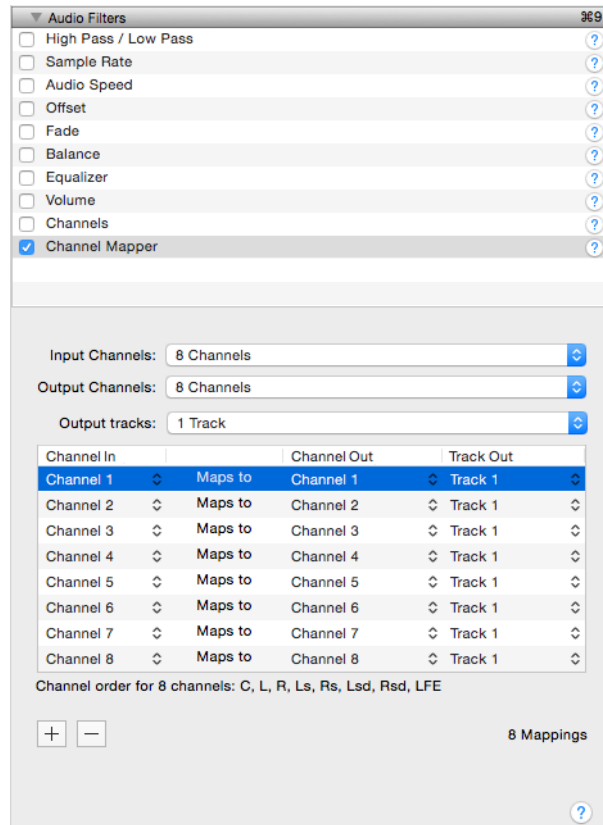 Audio Filters ⌘9
High Pass / Low Pass ?
Sample Rate ?
Audio Speed ?
Offset ?
Fade ?
Balance ?
Equalizer ?
Volume ?
Channels ?
Channel Mapper ?
Input Channels: 8 Channels
Output Channels: 8 Channels
Output tracks: 1 Track
Channel In Channel Out Track Out
Channel 1 Maps to Channel 1 Track 1
Channel 2 Maps to Channel 2 Track 1
Channel 3 Maps to Channel 3 Track 1
Channel 4 Maps to Channel 4 Track 1
Channel 5 Maps to Channel 5 Track 1
Channel 6 Maps to Channel 6 Track 1
Channel 7 Maps to Channel 7 Track 1
Channel 8 Maps to Channel 8 Track 1
Channel order for 8 channels: C, L, R, Ls, Rs, Lsd, Rsd, LFE
+ − 8 Mappings
?